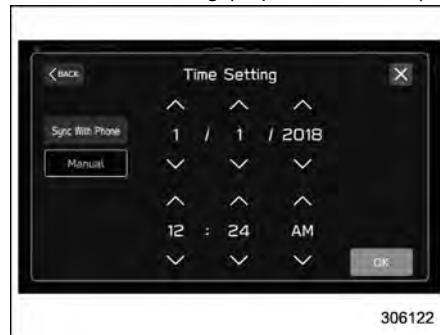 BACK
Time Setting
Sync With Phone
1 / 1 / 2018
Manual
12 : 24 AM
OK
306122